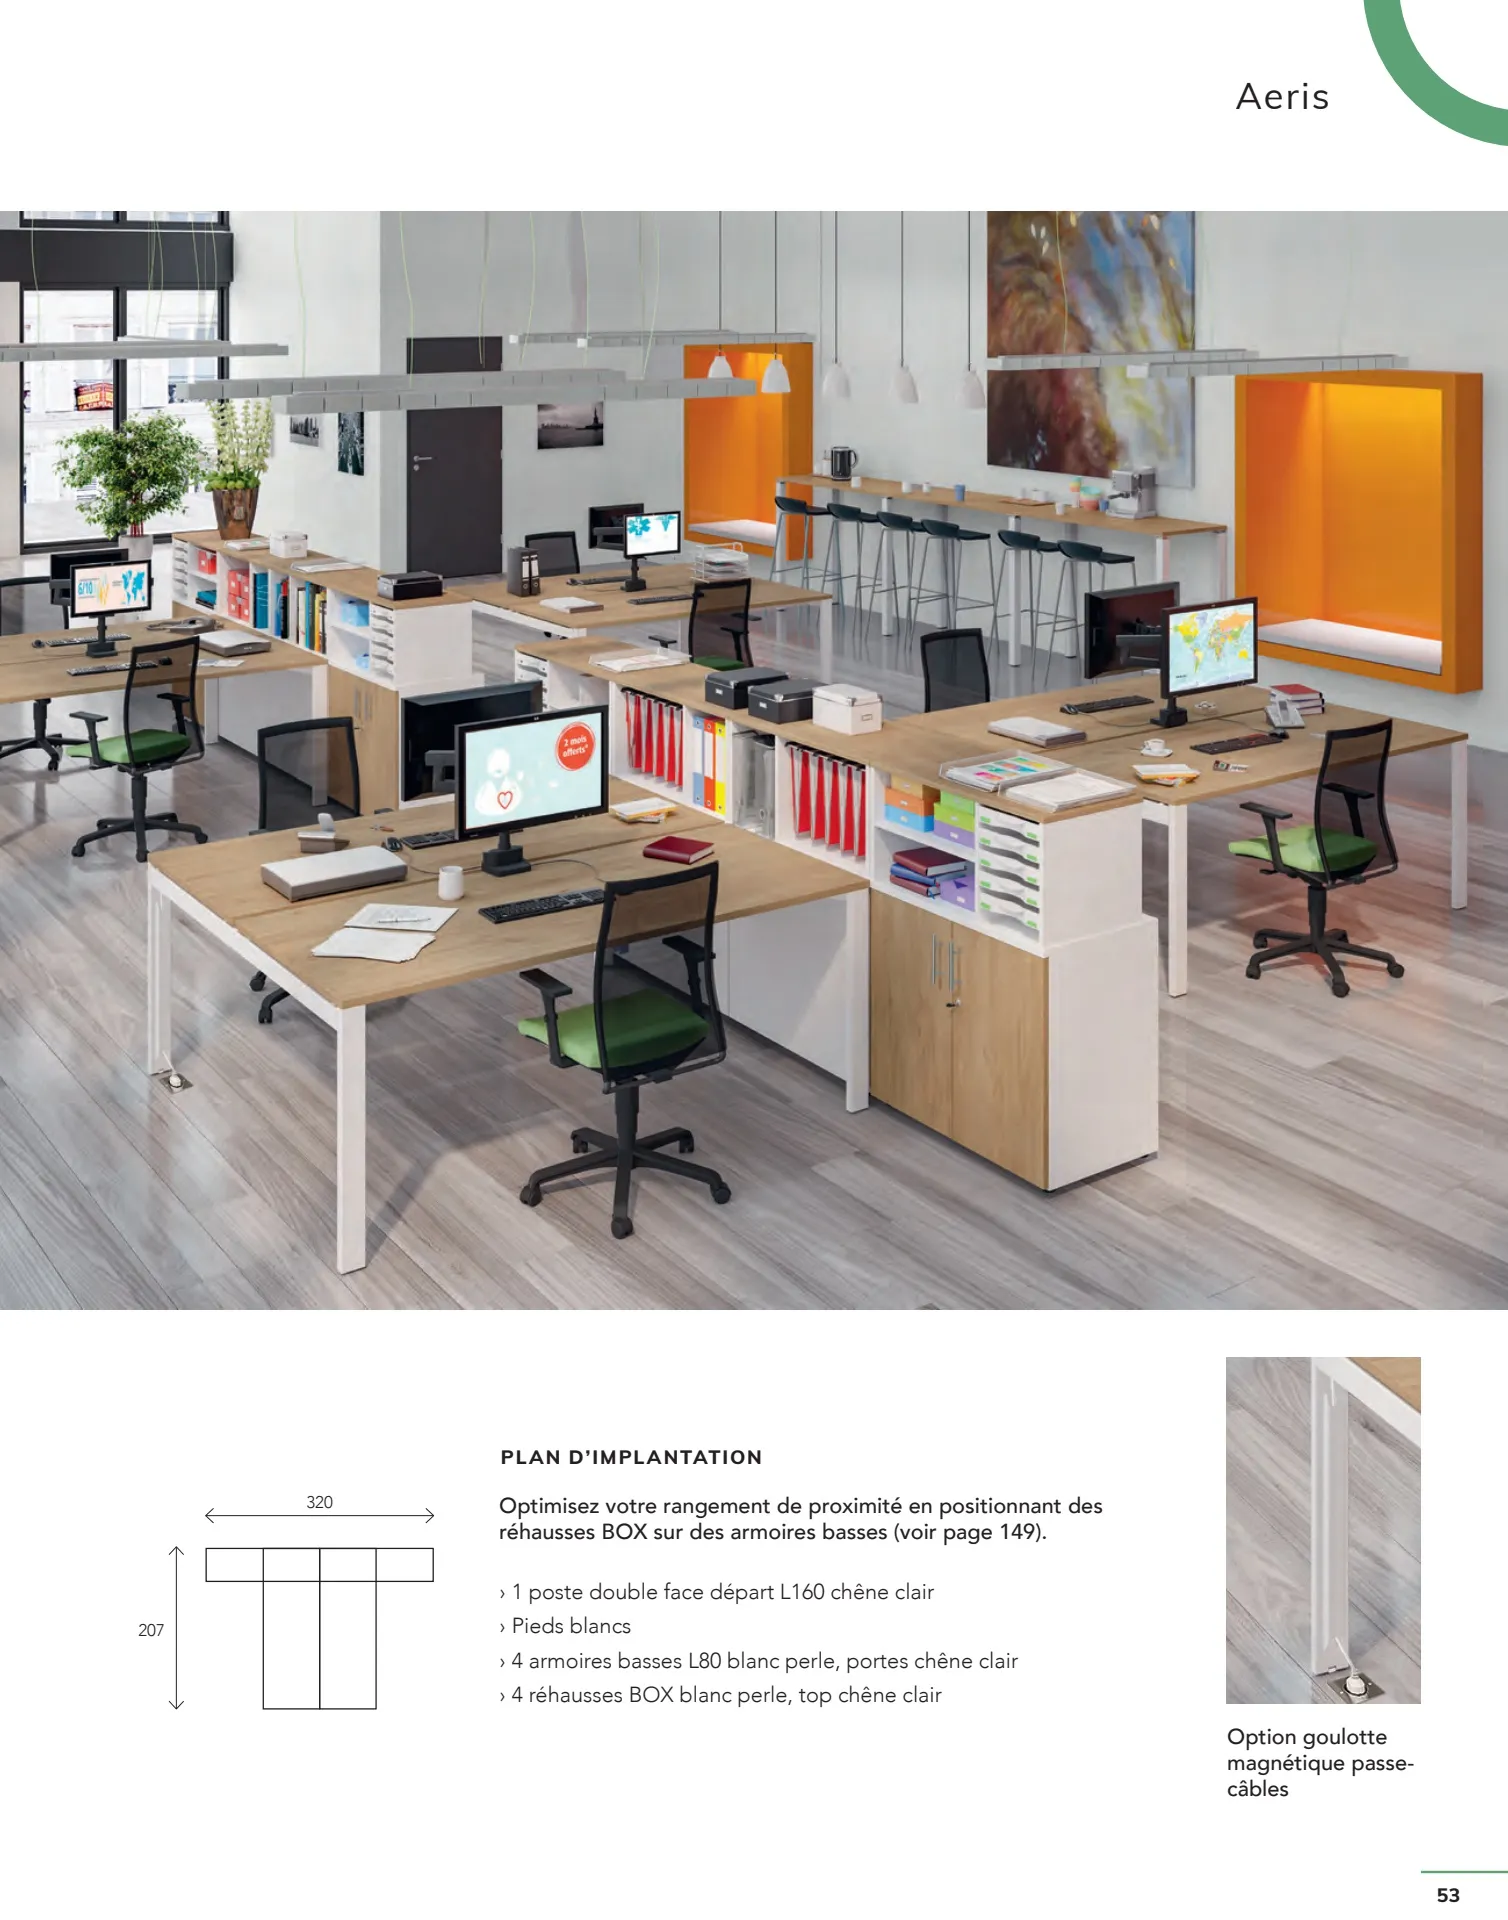 Aeris
6/10
2 mois
offerts*
PLAN D'IMPLANTATION
Optimisez votre rangement de proximité en positionnant des
réhausses BOX sur des armoires basses (voir page 149).
› 1 poste double face départ L160 chêne clair
› Pieds blancs
› 4 armoires basses L80 blanc perle, portes chêne clair
› 4 réhausses BOX blanc perle, top chêne clair
320
207
Option goulotte
magnétique passe-
câbles
53